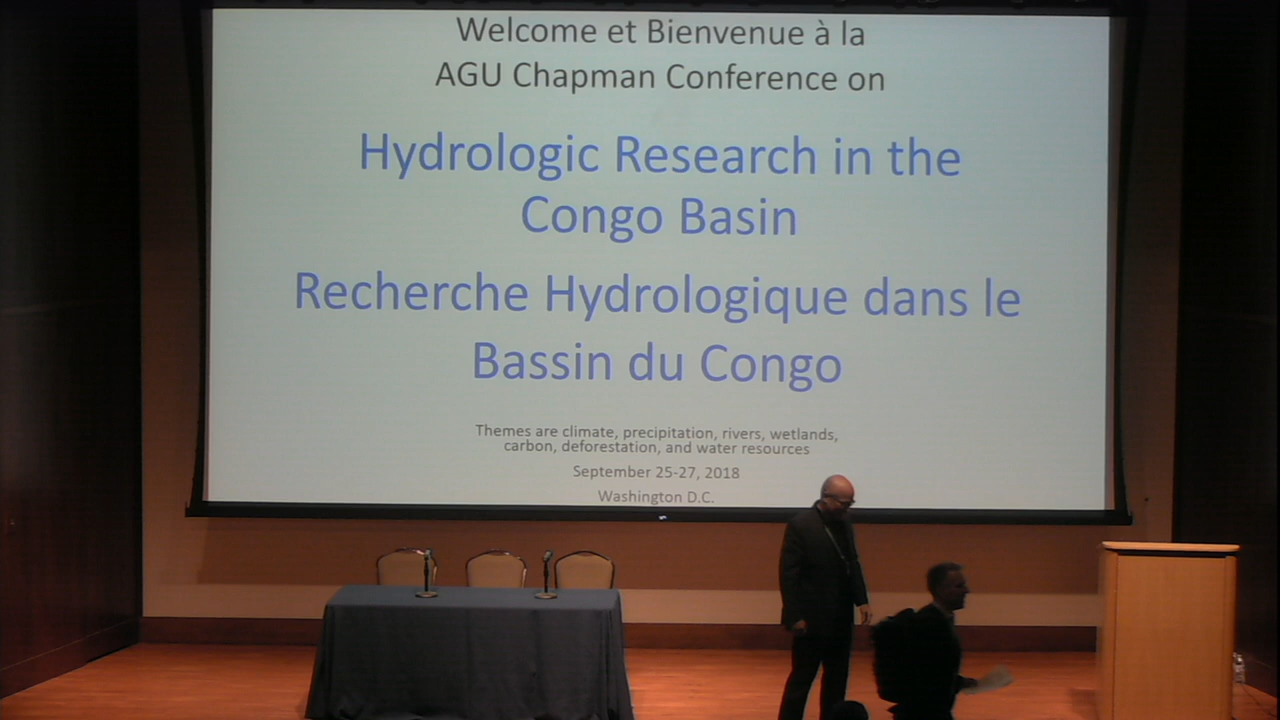 Welcome et Bienvenue à la
AGU Chapman Conference on
Hydrologic Research in the
Congo Basin
Recherche Hydrologique dans le
Bassin du Congo
Themes are climate, precipitation, rivers, wetlands,
carbon, deforestation, and water resources
September 25-27, 2018
Washington D.C.